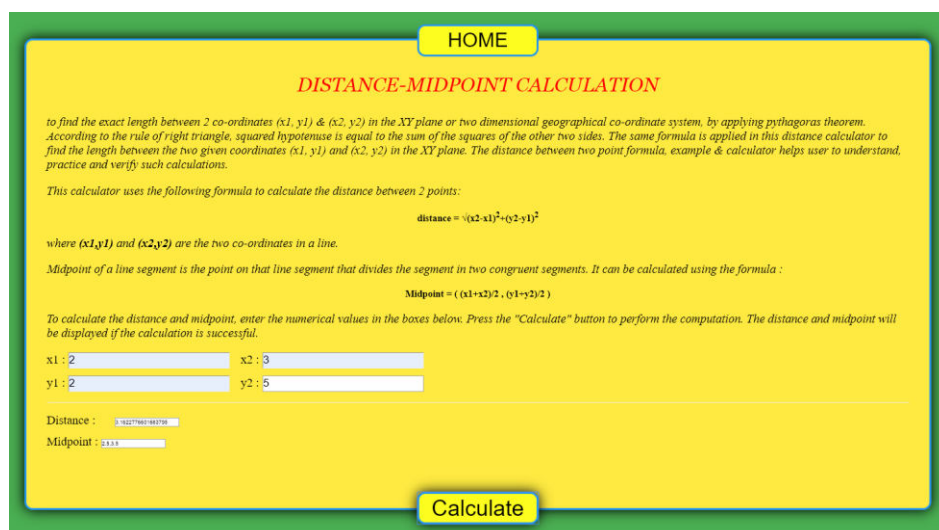 HOME
DISTANCE-MIDPOINT CALCULATION
to find the exact length between 2 co-ordinates (x1, y1) & (x2, y2) in the XY plane or two dimensional geographical co-ordinate system, by applying pythagoras theorem.
According to the rule of right triangle, squared hypotenuse is equal to the sum of the squares of the other two sides. The same formula is applied in this distance calculator to
find the length between the two given coordinates (x1, y1) and (x2, y2) in the XY plane. The distance between two point formula, example & calculator helps user to understand,
practice and verify such calculations.
This calculator uses the following formula to calculate the distance between 2 points:
distance = √(x2-x1)²+(y2-y1)²
where (x1,y1) and (x2,y2) are the two co-ordinates in a line.
Midpoint of a line segment is the point on that line segment that divides the segment in two congruent segments. It can be calculated using the formula :
Midpoint = ( (x1+x2)/2 , (y1+y2)/2 )
To calculate the distance and midpoint, enter the numerical values in the boxes below. Press the "Calculate" button to perform the computation. The distance and midpoint will
be displayed if the calculation is successful.
x1 : 2 x2 : 3
y1 : 2 y2 : 5
Distance :
Midpoint :
Calculate